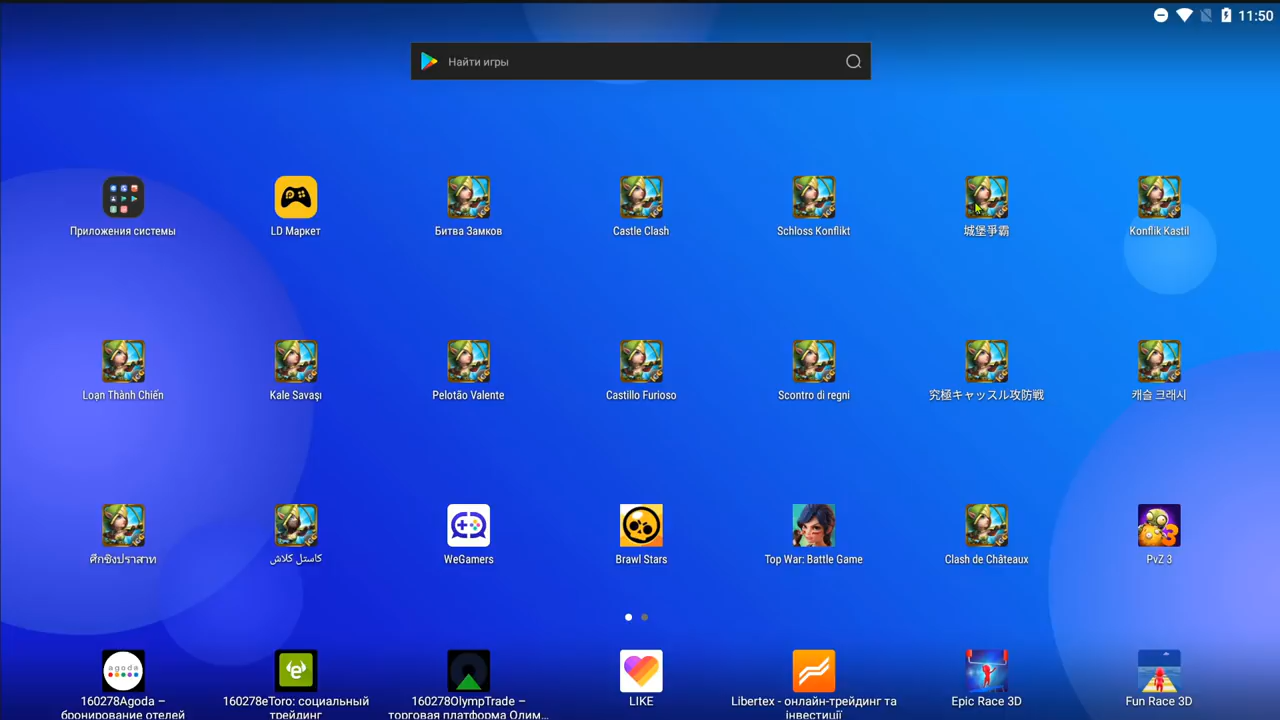 11:50
Найти игры
Приложения системы
LD Маркет
Битва Замков
Castle Clash
Schloss Konflikt
城堡爭霸
Konflik Kastil
Loạn Thành Chiến
Kale Savaşı
Pelotão Valente
Castillo Furioso
Scontro di regni
究極キャッスル攻防戦
캐슬 크래시
ศึกชิงปราสาท
كاستل كلاش
WeGamers
Brawl Stars
Top War: Battle Game
Clash de Châteaux
PvZ 3
agoda
160278Agoda –
бронирование отелей
160278eToro: социальный
трейдинг
160278OlympTrade –
торговая платформа Олим...
LIKE
Libertex - онлайн-трейдинг та
інвестиції
Epic Race 3D
Fun Race 3D